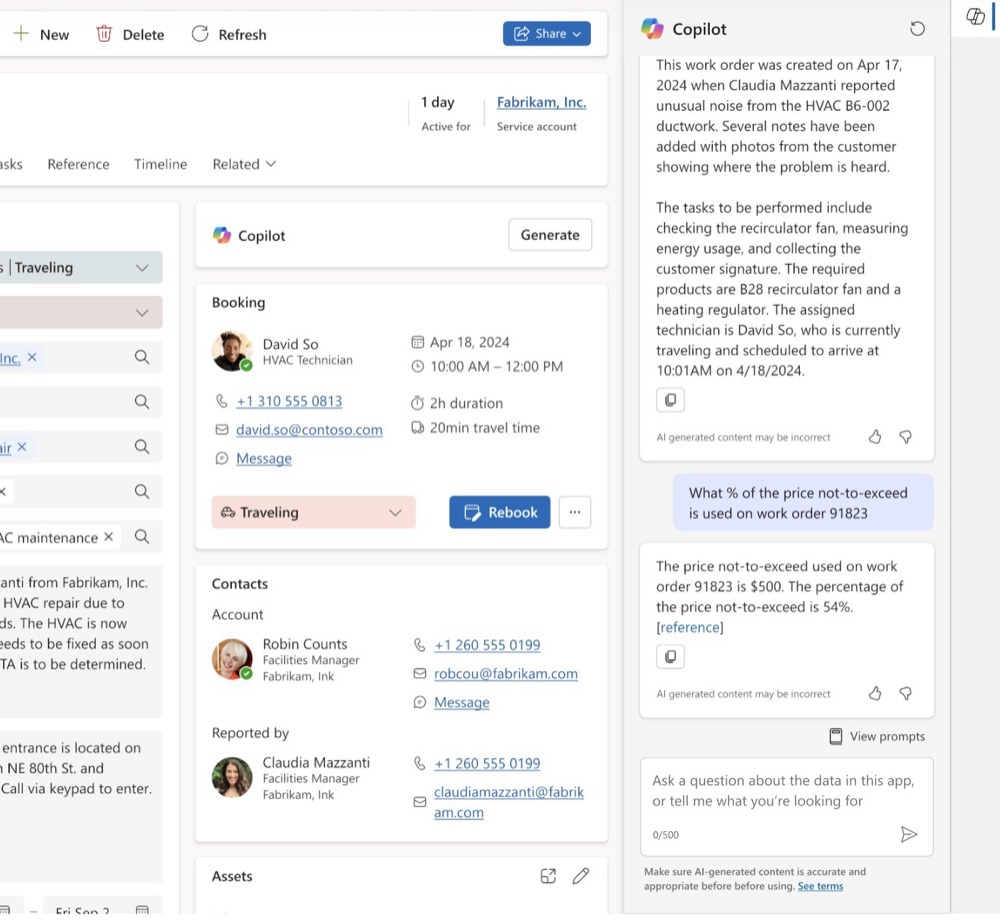 New Delete Refresh Share
1 day
Active for
Fabrikam, Inc.
Service account
Reference Timeline Related
Traveling
Inc.
AC maintenance
anti from Fabrikam, Inc.
HVAC repair due to
ds. The HVAC is now
eeds to be fixed as soon
TA is to be determined.
entrance is located on
NE 80th St. and
Call via keypad to enter.
Fri Sep 2
Copilot Generate
Booking
David So
HVAC Technician
+1 310 555 0813
david.so@contoso.com
Message
Apr 18, 2024
10:00 AM – 12:00 PM
2h duration
20min travel time
Traveling Rebook ...
Contacts
Account
Robin Counts
Facilities Manager
Fabrikam, Ink
+1 260 555 0199
robcou@fabrikam.com
Message
Reported by
Claudia Mazzanti
Facilities Manager
Fabrikam, Ink
+1 260 555 0199
claudiamazzanti@fabrik
am.com
Assets
Copilot
This work order was created on Apr 17,
2024 when Claudia Mazzanti reported
unusual noise from the HVAC B6-002
ductwork. Several notes have been
added with photos from the customer
showing where the problem is heard.
The tasks to be performed include
checking the recirculator fan, measuring
energy usage, and collecting the
customer signature. The required
products are B28 recirculator fan and a
heating regulator. The assigned
technician is David So, who is currently
traveling and scheduled to arrive at
10:01AM on 4/18/2024.
AI generated content may be incorrect
What % of the price not-to-exceed
is used on work order 91823
The price not-to-exceed used on work
order 91823 is $500. The percentage of
the price not-to-exceed is 54%.
[reference]
AI generated content may be incorrect
View prompts
Ask a question about the data in this app,
or tell me what you're looking for
0/500
Make sure AI-generated content is accurate and
appropriate before before using. See terms